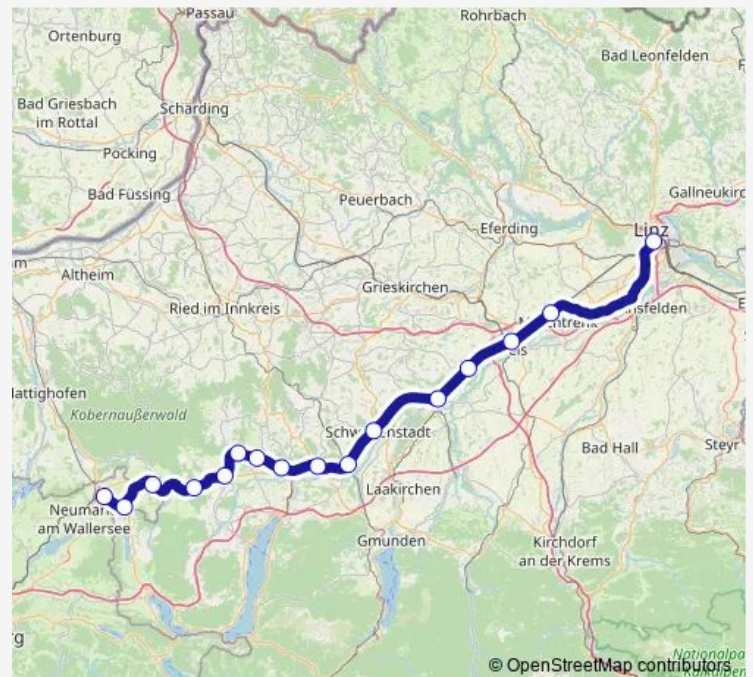 Passau
Rohrbach
Ortenburg
Bad Leonfelden
Bad Griesbach
im Rottal
Schärding
Pocking
Bad Füssing
Peuerbach
Gallneukirc
Eferding
Linz
Altheim
Grieskirchen
Ried im Innkreis
nsfelden
Kobernaußerwald
Bad Hall
Steyr
Laakirchen
Neumar
am Wallersee
Gmunden
Kirchdorf
an der Krems
© OpenStreetMap contributors